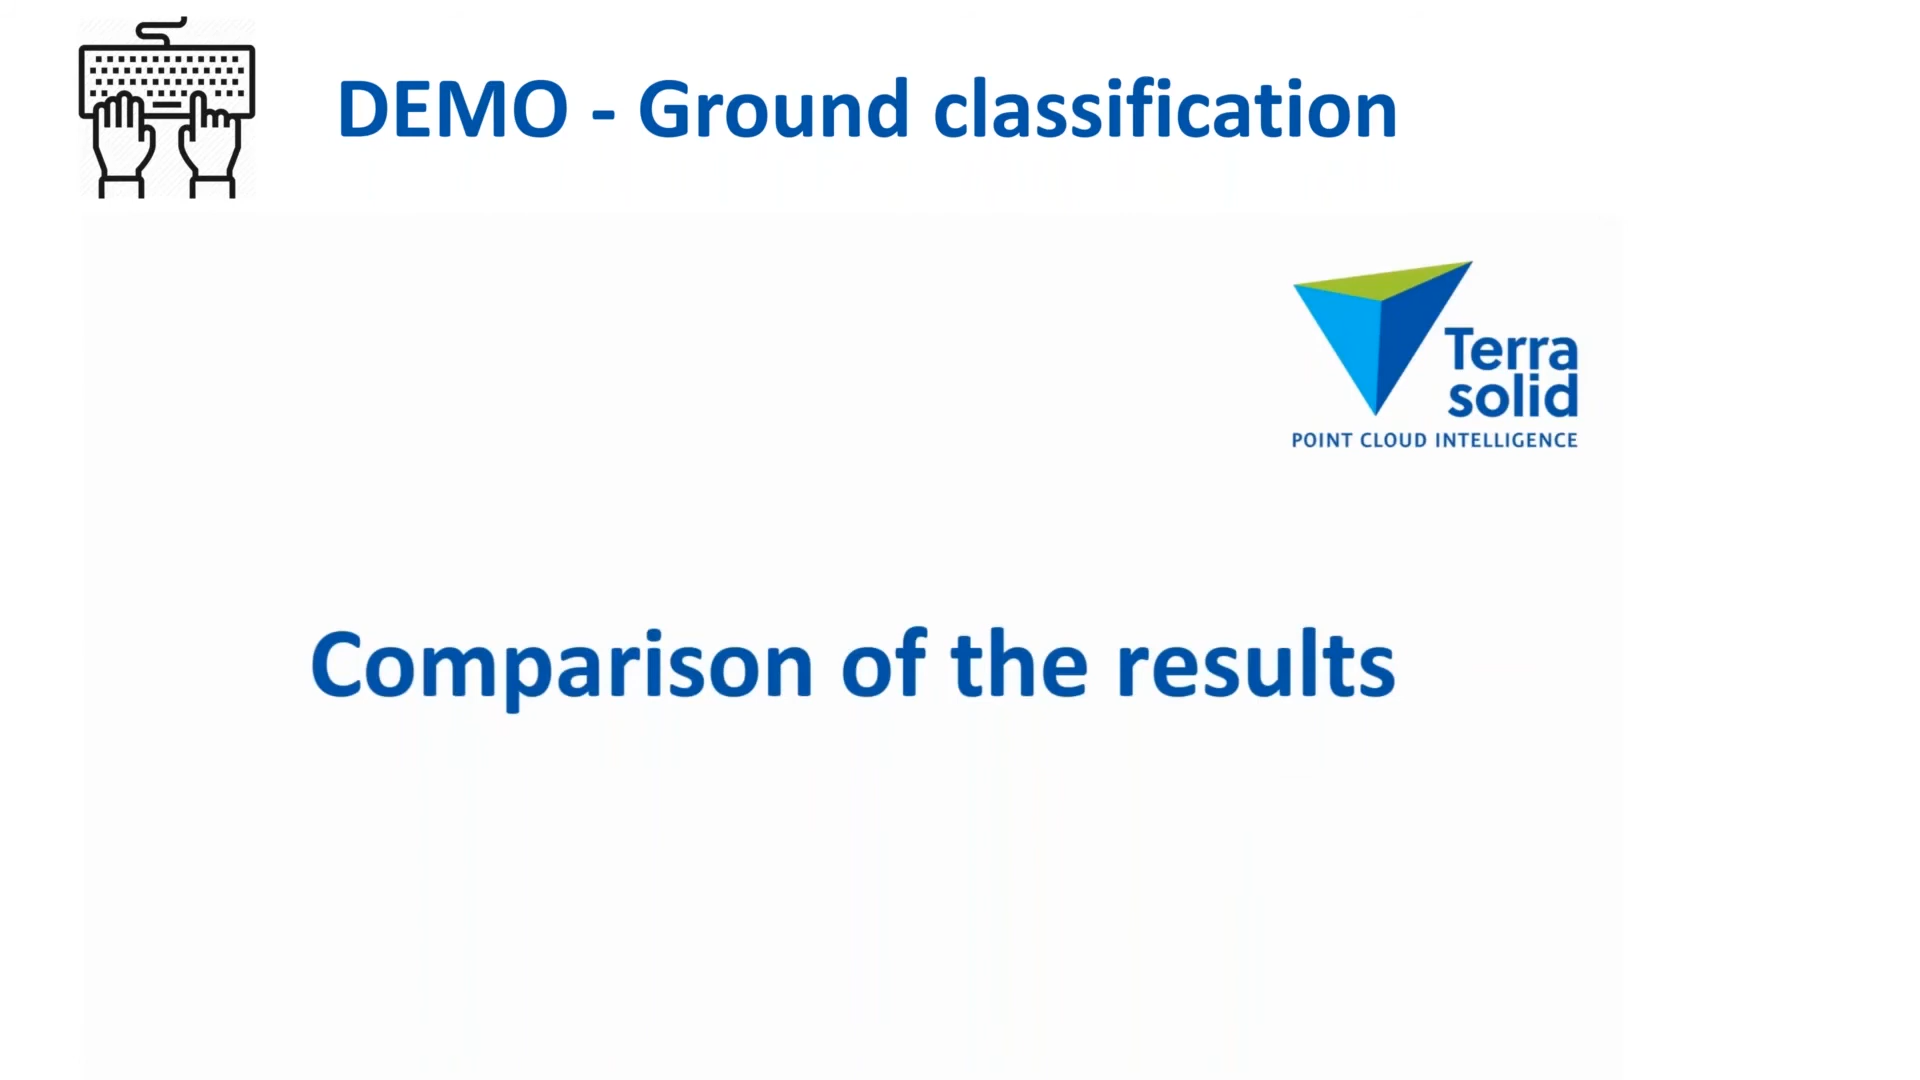 DEMO - Ground classification
Terra
solid
POINT CLOUD INTELLIGENCE
Comparison of the results